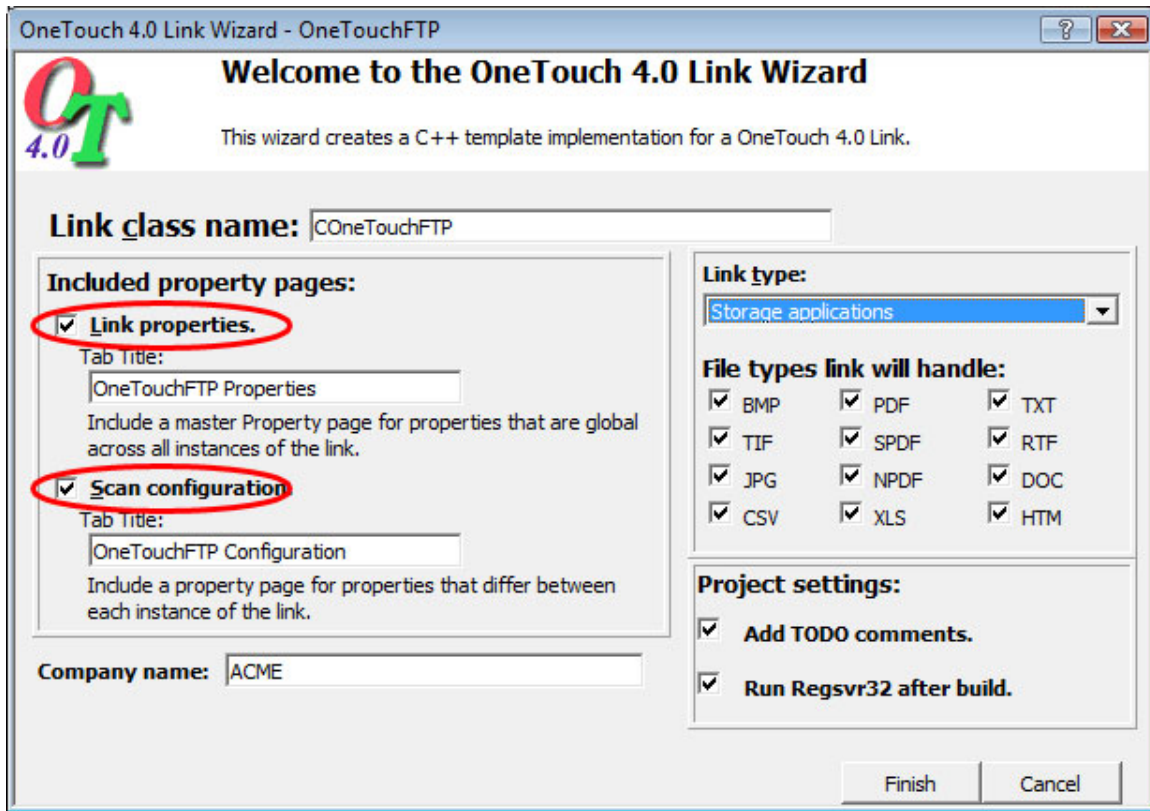 OneTouch 4.0 Link Wizard - OneTouchFTP
OT
4.0
Welcome to the OneTouch 4.0 Link Wizard
This wizard creates a C++ template implementation for a OneTouch 4.0 Link.
Link class name: COneTouchFTP
Included property pages:
Link properties.
Tab Title:
OneTouchFTP Properties
Include a master Property page for properties that are global
across all instances of the link.
Scan configuration
Tab Title:
OneTouchFTP Configuration
Include a property page for properties that differ between
each instance of the link.
Company name: ACME
Link type:
Storage applications
File types link will handle:
BMP PDF TXT
TIF SPDF RTF
JPG NPDF DOC
CSV XLS HTM
Project settings:
Add TODO comments.
Run Regsvr32 after build.
Finish Cancel